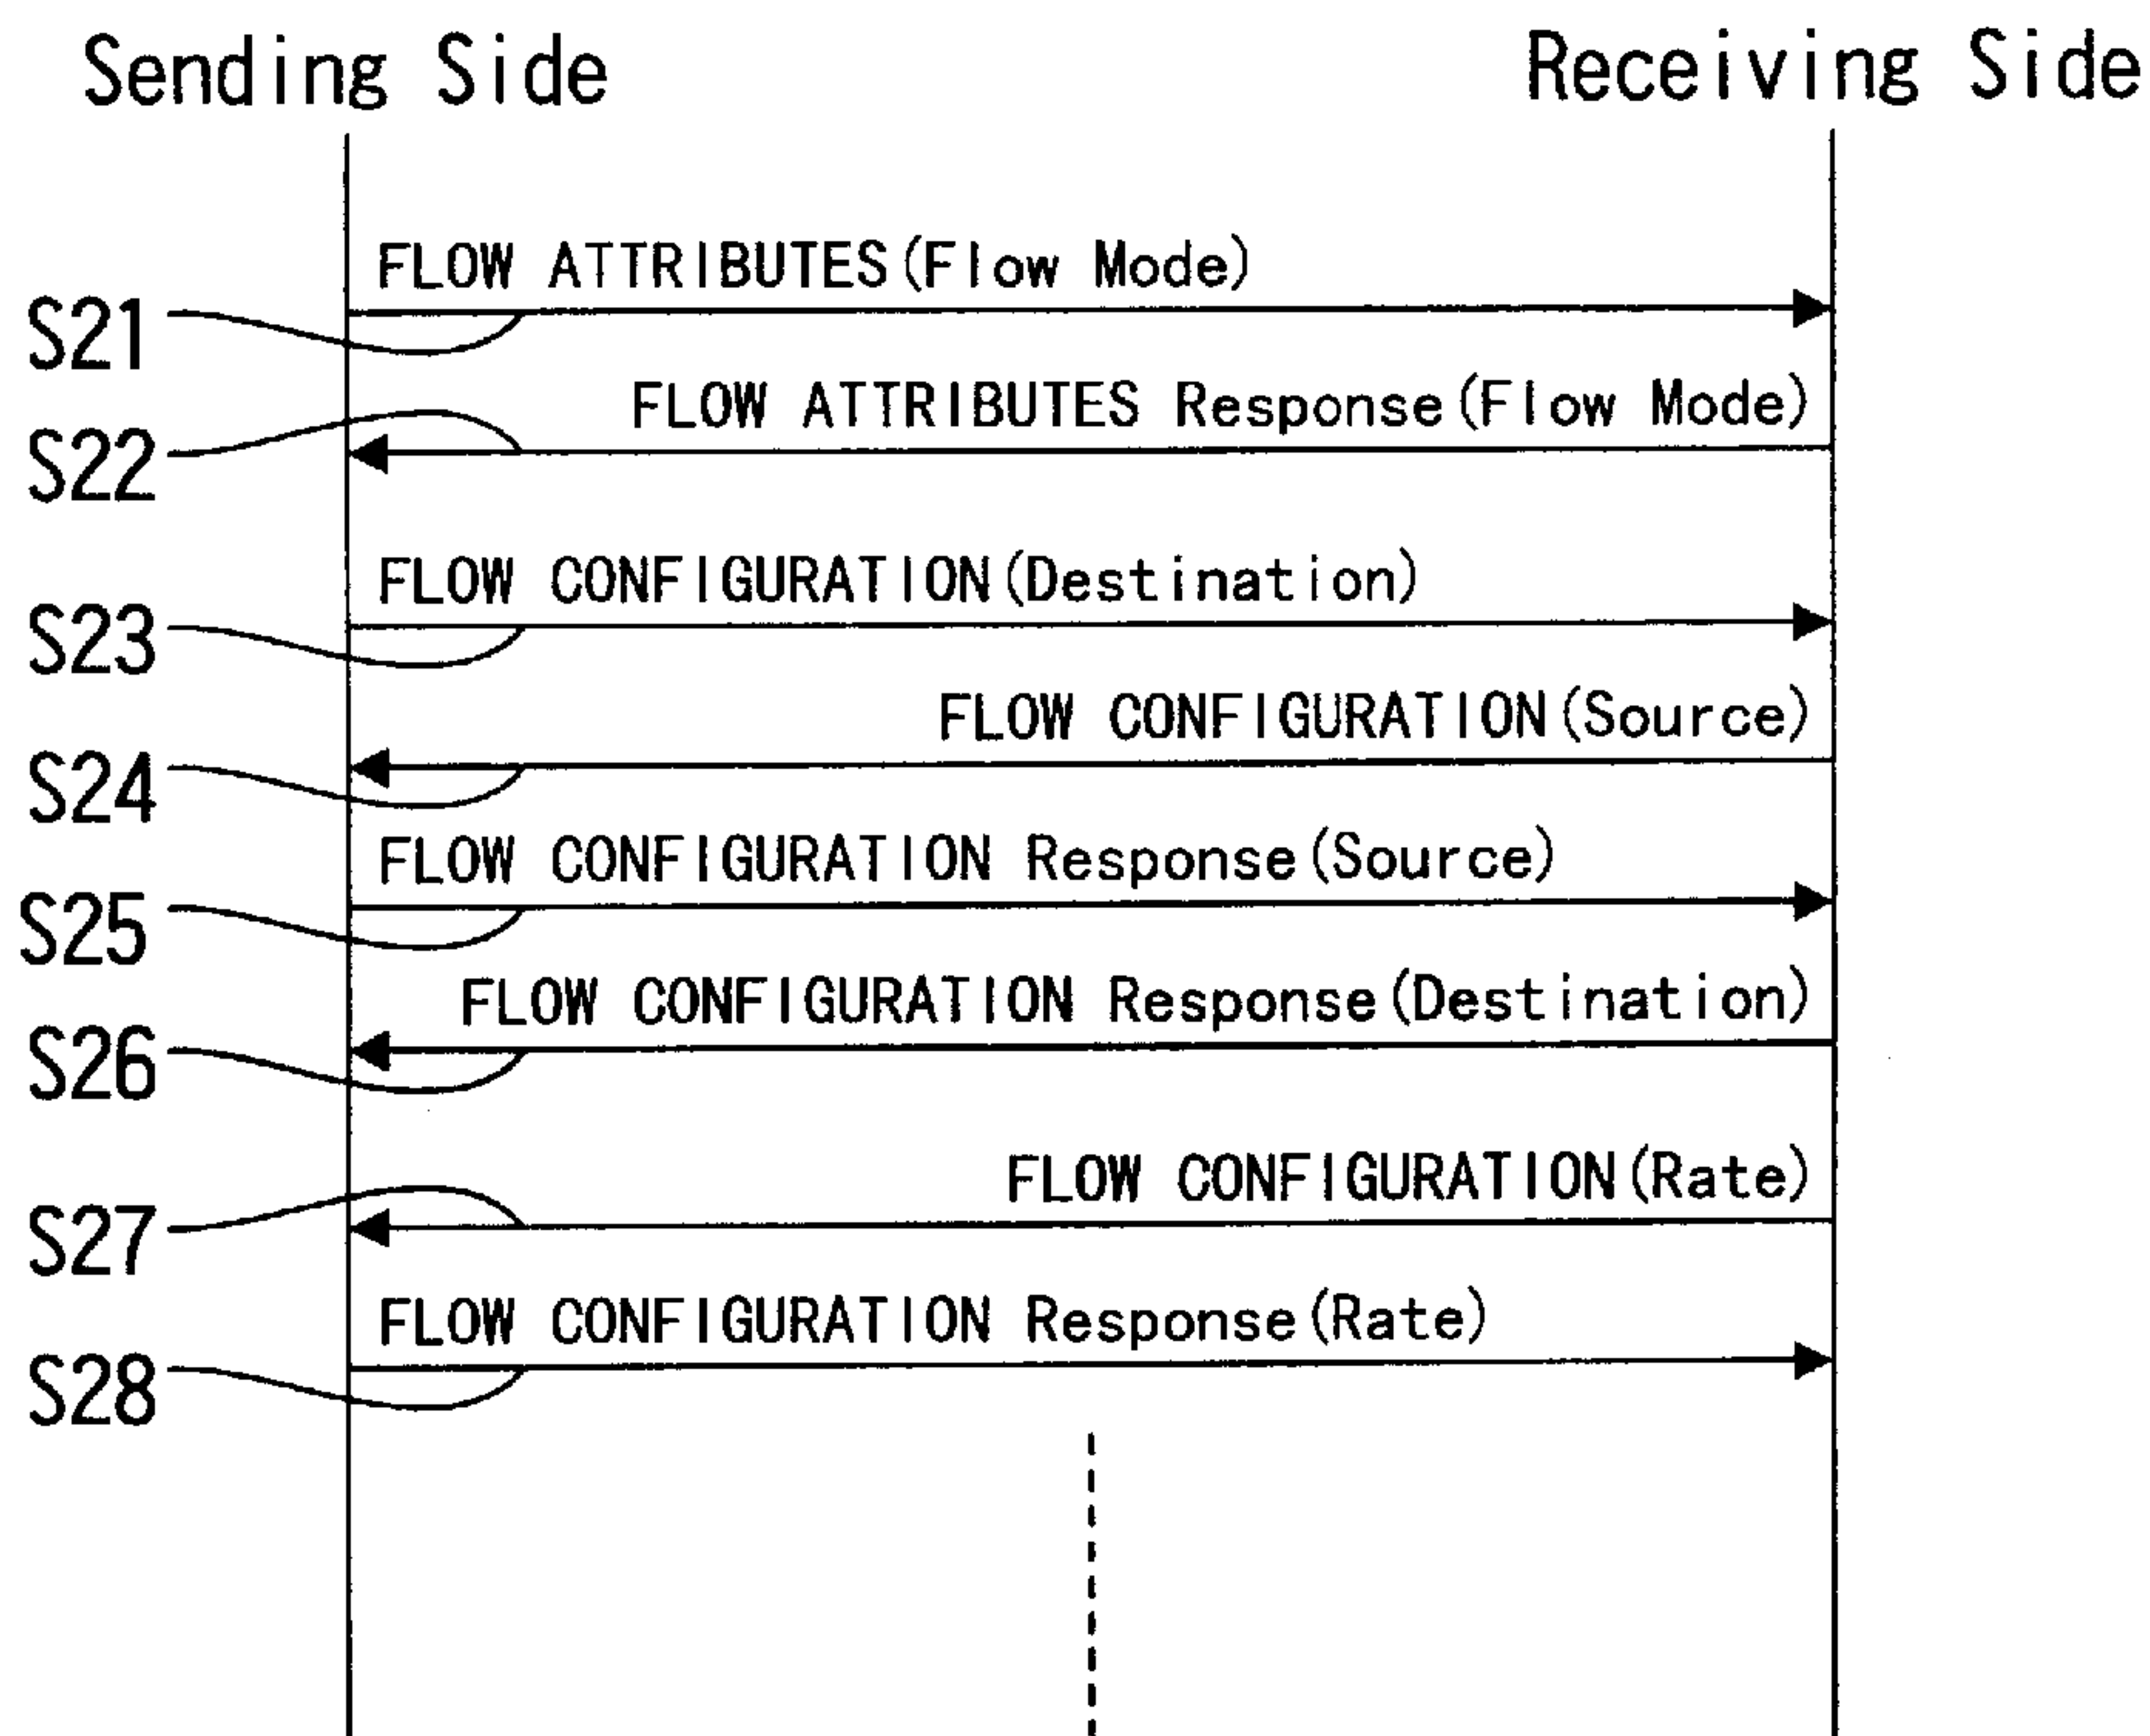 Sending Side
Receiving Side
FLOW ATTRIBUTES(Flow Mode)
S21
FLOW ATTRIBUTES Response(Flow Mode)
S22
FLOW CONFIGURATION(Destination)
S23
FLOW CONFIGURATION(Source)
S24
FLOW CONFIGURATION Response(Source)
S25
FLOW CONFIGURATION Response(Destination)
S26
FLOW CONFIGURATION(Rate)
S27
FLOW CONFIGURATION Response(Rate)
S28